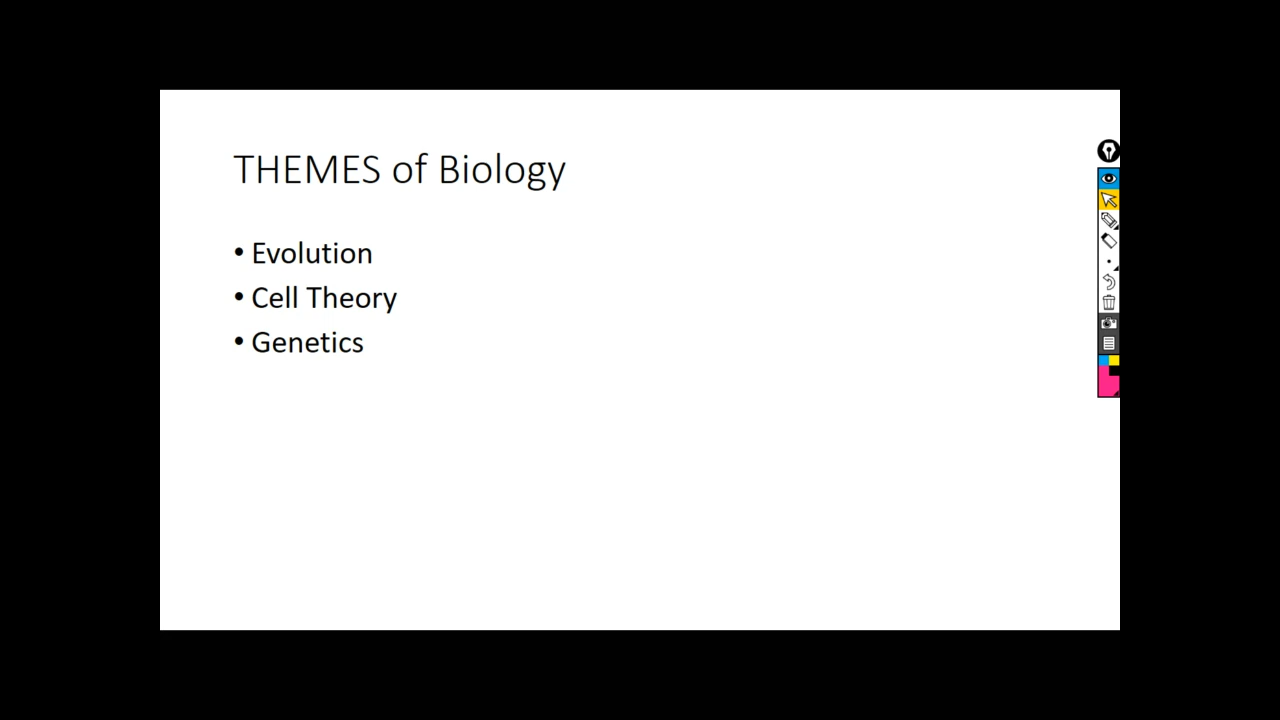 THEMES of Biology
• Evolution
• Cell Theory
• Genetics